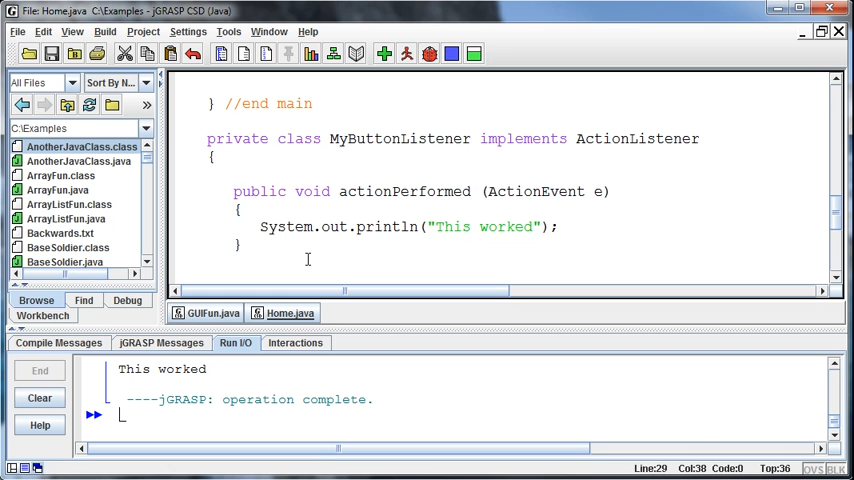 File: Home.java C:\Examples - jGRASP CSD (Java)
File Edit View Build Project Settings Tools Window Help
All Files Sort By N...
C:\Examples
AnotherJavaClass.class
AnotherJavaClass.java
ArrayFun.class
ArrayFun.java
ArrayListFun.class
ArrayListFun.java
Backwards.txt
BaseSoldier.class
BaseSoldier.java
Browse Find Debug
Workbench
} //end main
private class MyButtonListener implements ActionListener
{
public void actionPerformed (ActionEvent e)
{
System.out.println("This worked");
}
GUIFun.java Home.java
Compile Messages jGRASP Messages Run I/O Interactions
End
Clear
Help
This worked
----jGRASP: operation complete.
Line:29 Col:38 Code:0 Top:36 OVS BLK